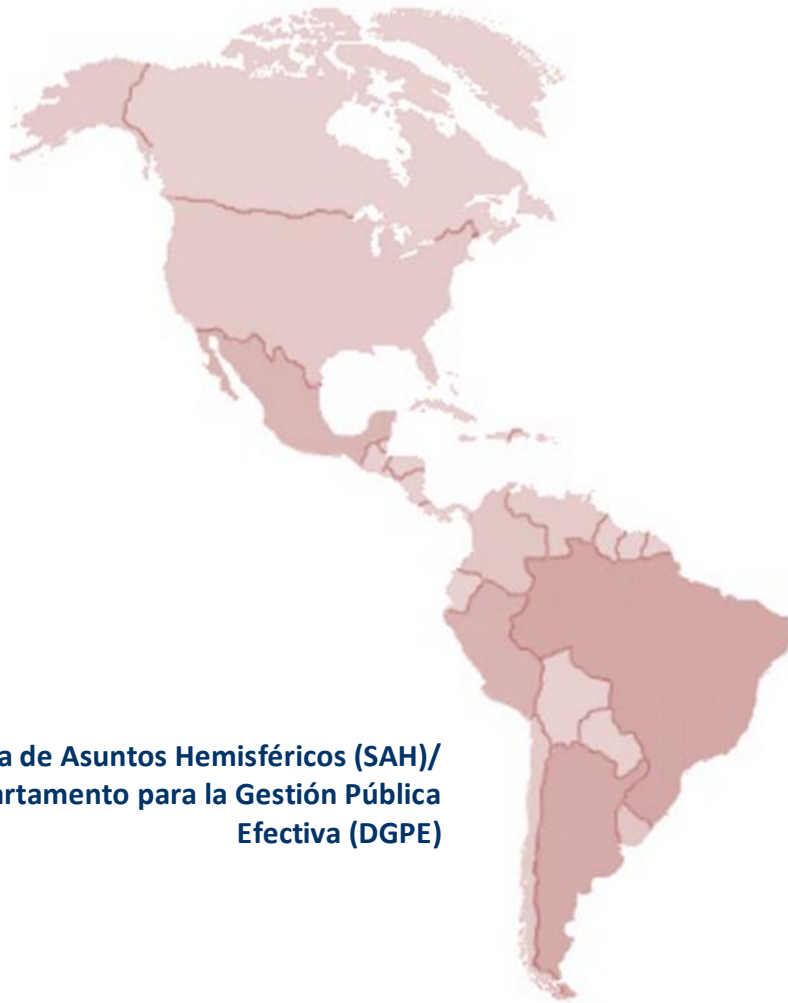 a de Asuntos Hemisféricos (SAH)/
artamento para la Gestión Pública
Efectiva (DGPE)